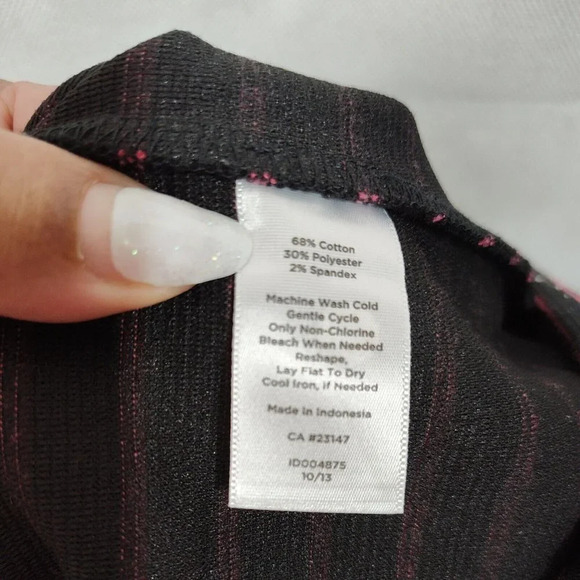 68% Cotton
30% Polyester
2% Spandex
Machine Wash Cold
Gentle Cycle
Only Non-Chlorine
Bleach When Needed
Reshape,
Lay Flat To Dry
Cool Iron, if Needed
Made in Indonesia
CA #23147
ID004875
10/13